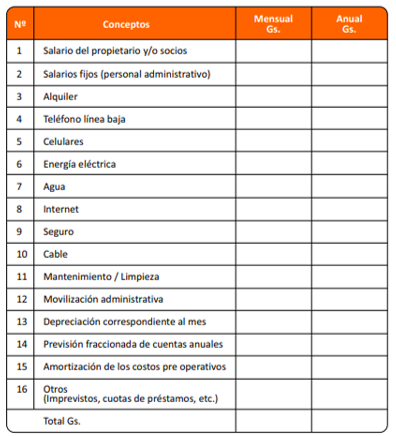 Nº Conceptos Mensual Gs. Anual Gs.
1 Salario del propietario y/o socios
2 Salarios fijos (personal administrativo)
3 Alquiler
4 Teléfono línea baja
5 Celulares
6 Energía eléctrica
7 Agua
8 Internet
9 Seguro
10 Cable
11 Mantenimiento / Limpieza
12 Movilización administrativa
13 Depreciación correspondiente al mes
14 Previsión fraccionada de cuentas anuales
15 Amortización de los costos pre operativos
16 Otros
(Imprevistos, cuotas de préstamos, etc.)
Total Gs.